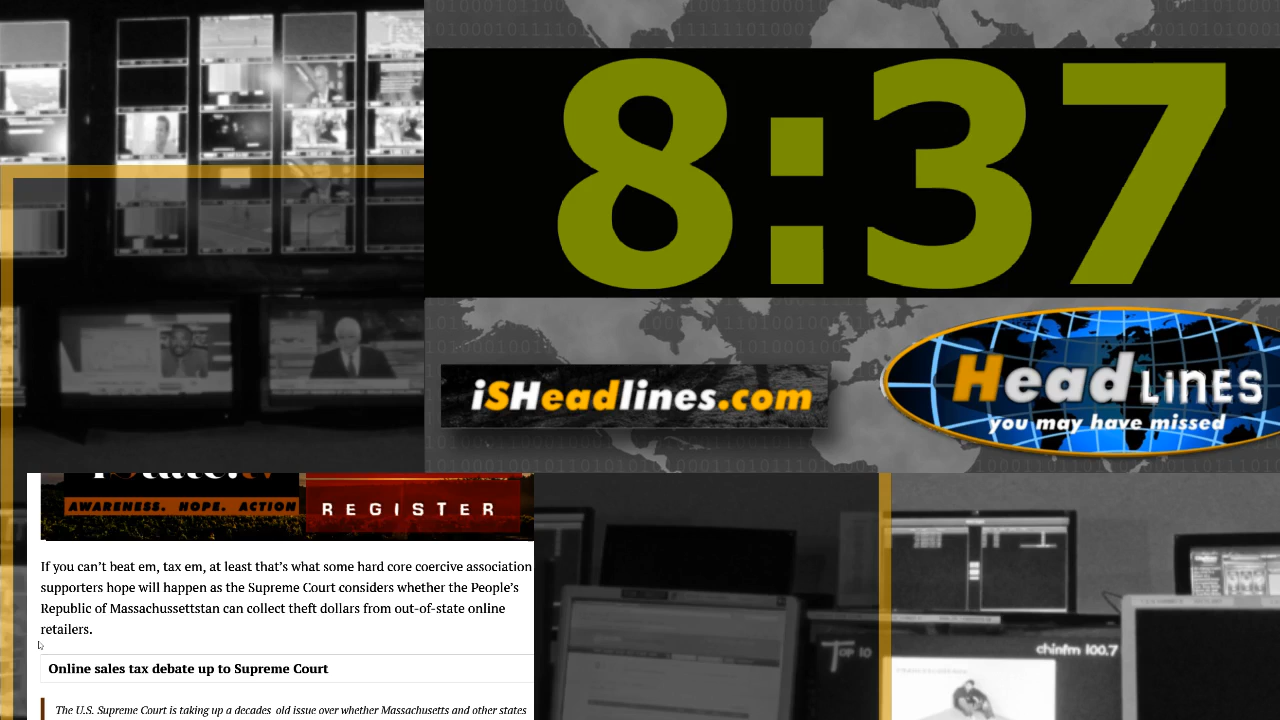 8:37
iSHeadlines.com
HeadLINES
you may have missed
AWARENESS. HOPE. ACTION
REGISTER
If you can't beat em, tax em, at least that's what some hard core coercive association
supporters hope will happen as the Supreme Court considers whether the People's
Republic of Massachussettstan can collect theft dollars from out-of-state online
retailers.
Online sales tax debate up to Supreme Court
The U.S. Supreme Court is taking up a decades old issue over whether Massachusetts and other states
TOP 10
chinfm 100.7